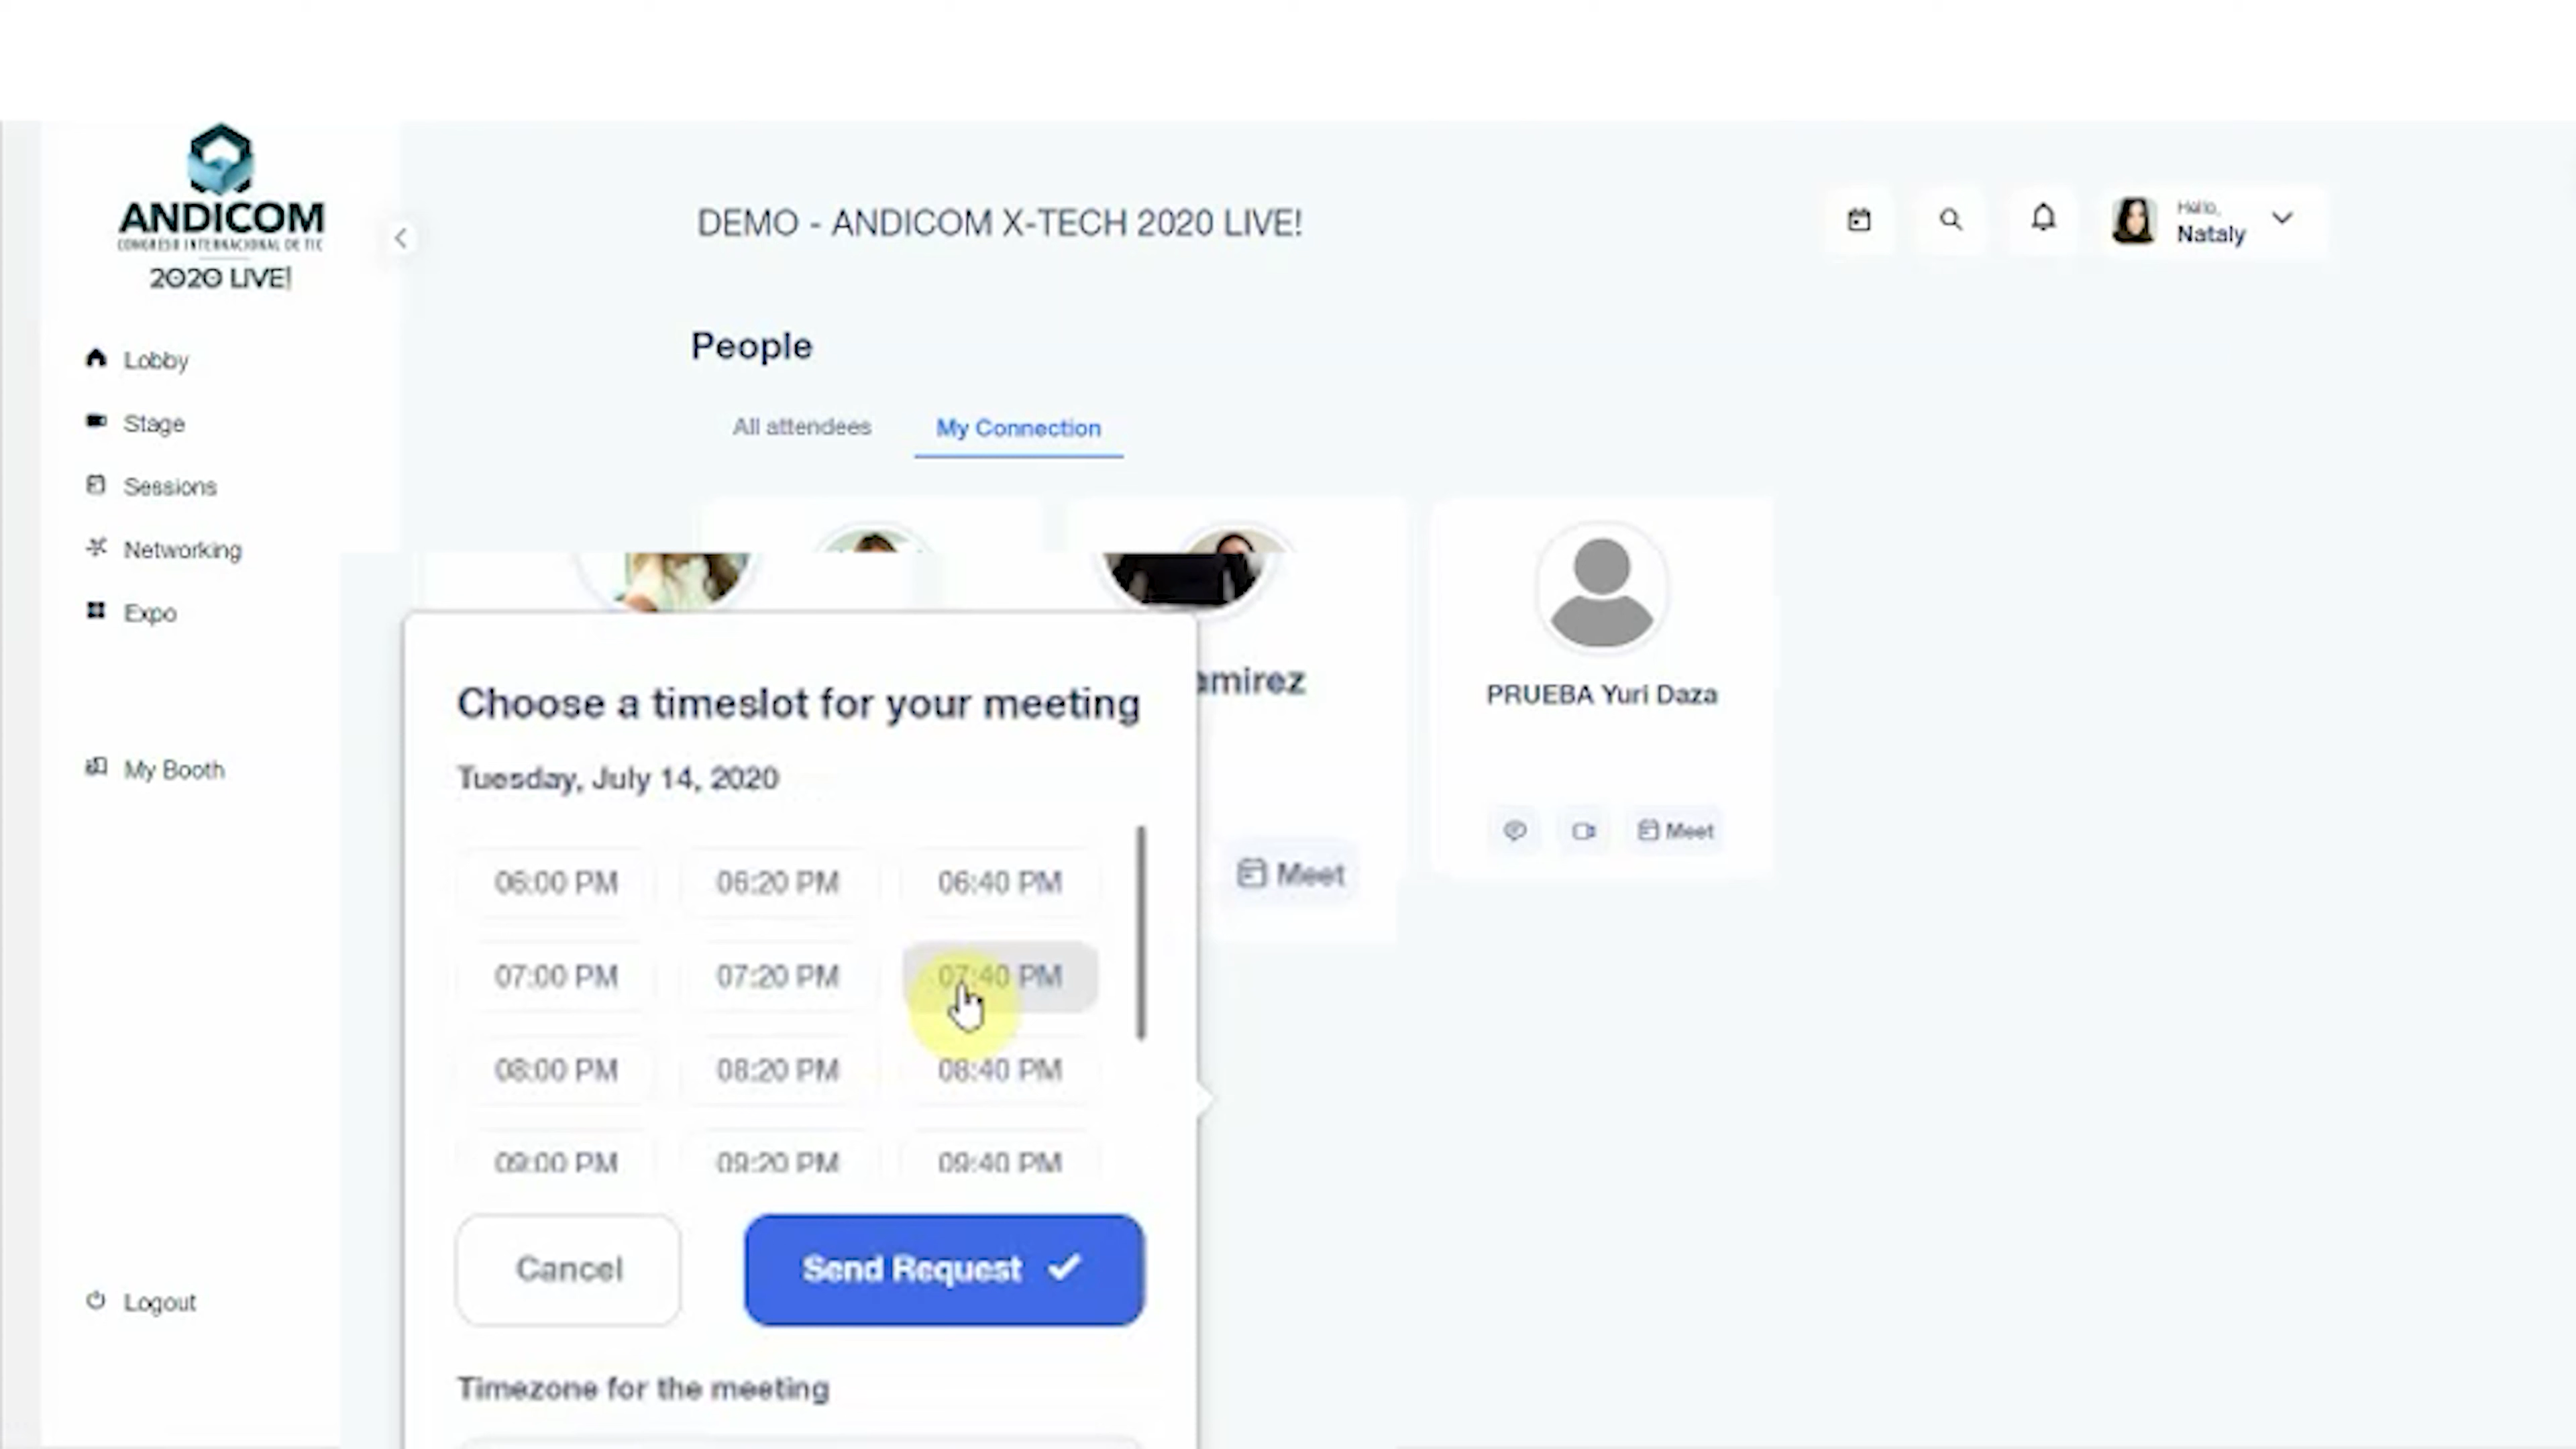 ANDICOM
CONGRESO INTERNACIONAL DE TIC
2020 LIVE!
Lobby
Stage
Sessions
Networking
Expo
My Booth
Logout
DEMO - ANDICOM X-TECH 2020 LIVE!
Hello,
Nataly
People
All attendees
My Connection
amirez
Meet
PRUEBA Yuri Daza
Meet
Choose a timeslot for your meeting
Tuesday, July 14, 2020
06:00 PM 06:20 PM 06:40 PM
07:00 PM 07:20 PM 07:40 PM
08:00 PM 08:20 PM 08:40 PM
09:00 PM 09:20 PM 09:40 PM
Cancel
Send Request
Timezone for the meeting